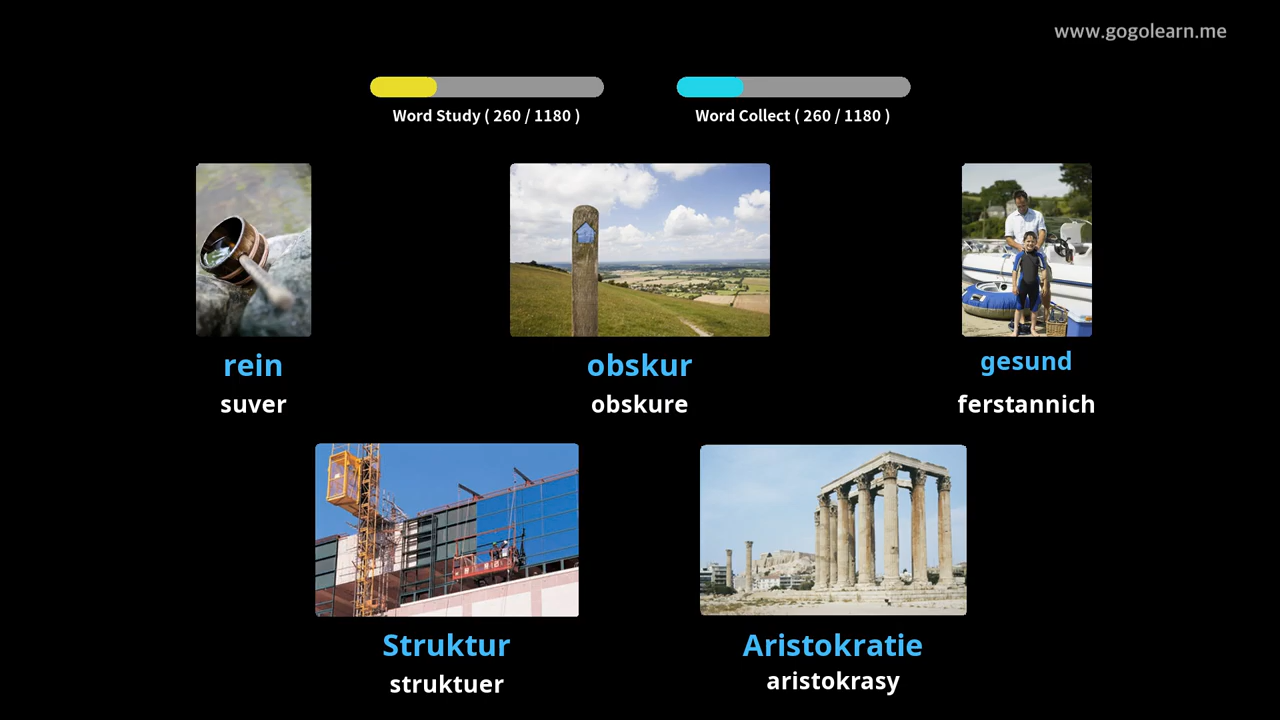 www.gogolearn.me
Word Study ( 260 / 1180 )
Word Collect ( 260 / 1180 )
rein
suver
obskur
obskure
gesund
ferstannich
Struktur
struktuer
Aristokratie
aristokrasy